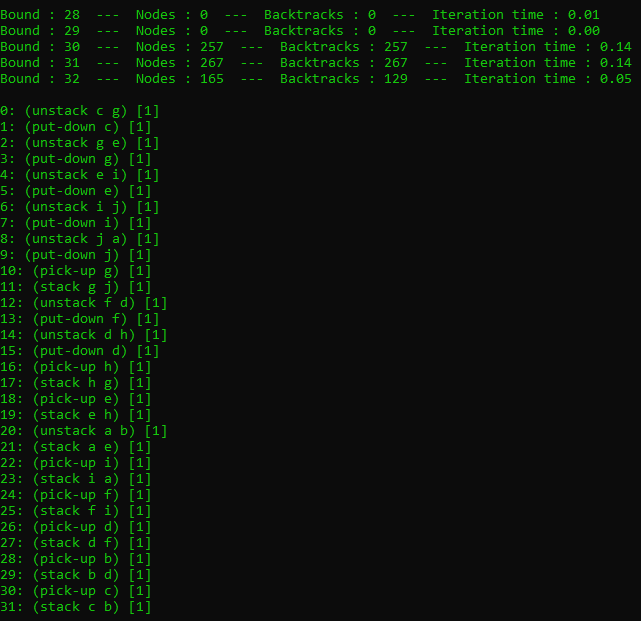 Bound : 28  ---  Nodes : 0  ---  Backtracks : 0  ---  Iteration time : 0.01
Bound : 29  ---  Nodes : 0  ---  Backtracks : 0  ---  Iteration time : 0.00
Bound : 30  ---  Nodes : 257  ---  Backtracks : 257  ---  Iteration time : 0.14
Bound : 31  ---  Nodes : 267  ---  Backtracks : 267  ---  Iteration time : 0.14
Bound : 32  ---  Nodes : 165  ---  Backtracks : 129  ---  Iteration time : 0.05
0: (unstack c g) [1]
1: (put-down c) [1]
2: (unstack g e) [1]
3: (put-down g) [1]
4: (unstack e i) [1]
5: (put-down e) [1]
6: (unstack i j) [1]
7: (put-down i) [1]
8: (unstack j a) [1]
9: (put-down j) [1]
10: (pick-up g) [1]
11: (stack g j) [1]
12: (unstack f d) [1]
13: (put-down f) [1]
14: (unstack d h) [1]
15: (put-down d) [1]
16: (pick-up h) [1]
17: (stack h g) [1]
18: (pick-up e) [1]
19: (stack e h) [1]
20: (unstack a b) [1]
21: (stack a e) [1]
22: (pick-up i) [1]
23: (stack i a) [1]
24: (pick-up f) [1]
25: (stack f i) [1]
26: (pick-up d) [1]
27: (stack d f) [1]
28: (pick-up b) [1]
29: (stack b d) [1]
30: (pick-up c) [1]
31: (stack c b) [1]